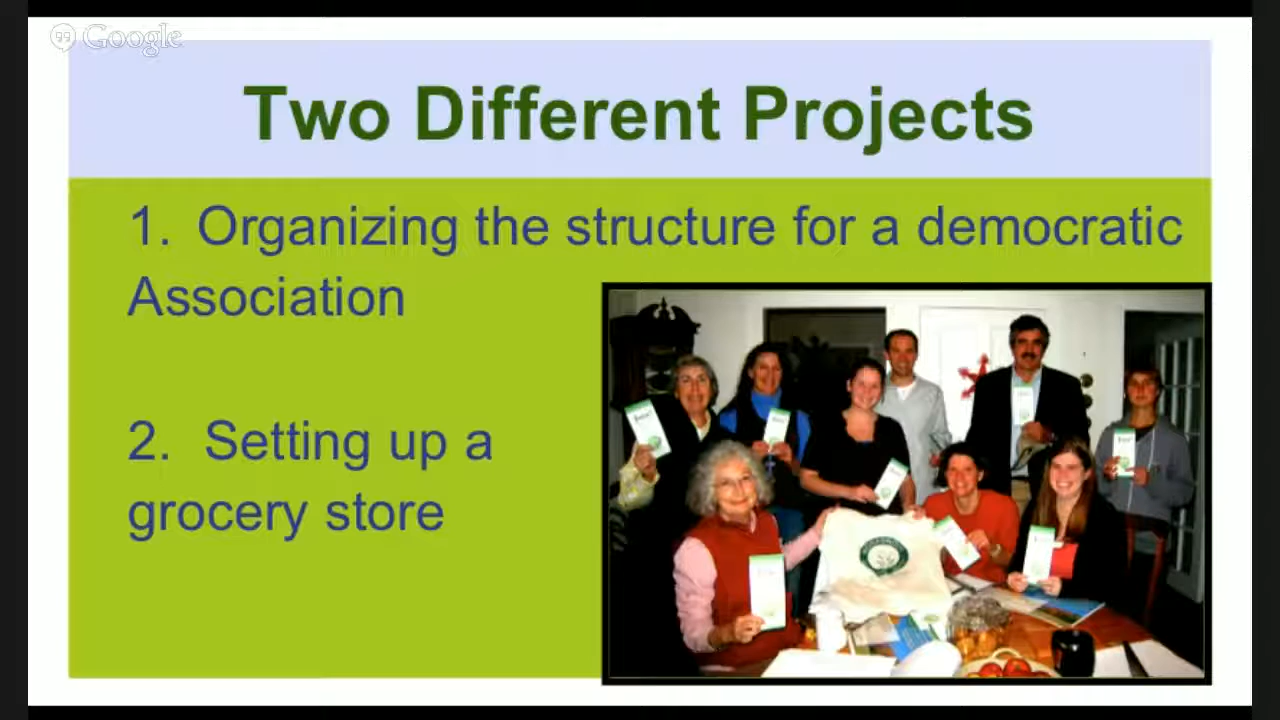 Google
Two Different Projects
1. Organizing the structure for a democratic
Association
2. Setting up a
grocery store